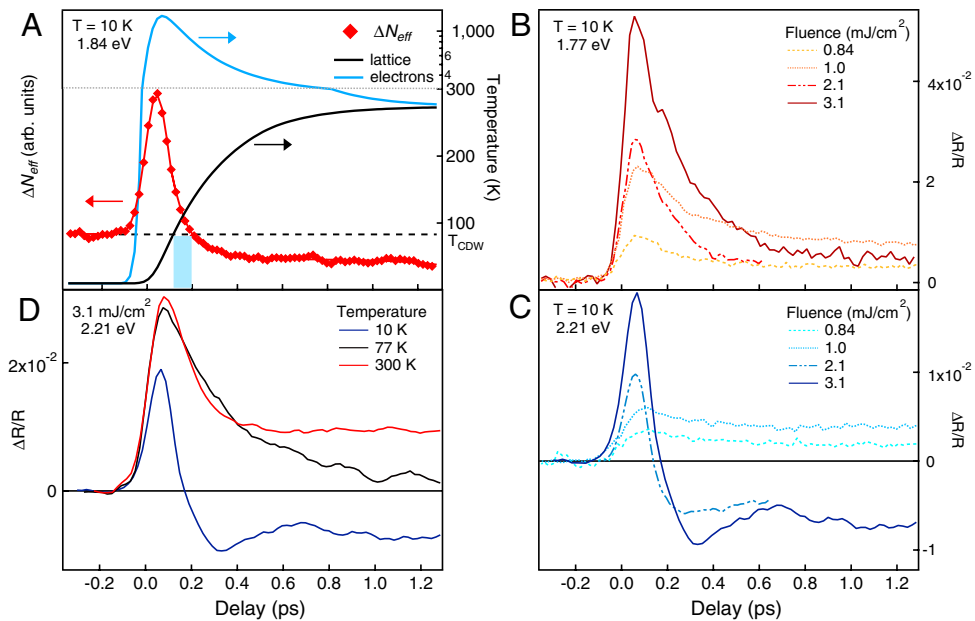 A
T = 10 K
1.84 eV
ΔN_eff
lattice
electrons
ΔN_eff (arb. units)
1,000
6
4
300
200
100
T_CDW
Temperature (K)
B
T = 10 K
1.77 eV
Fluence (mJ/cm²)
0.84
1.0
2.1
3.1
4x10⁻²
2
0
ΔR/R
D
3.1 mJ/cm²
2.21 eV
Temperature
10 K
77 K
300 K
2x10⁻²
0
ΔR/R
-0.2
0.0
0.2
0.4
0.6
0.8
1.0
1.2
Delay (ps)
C
T = 10 K
2.21 eV
Fluence (mJ/cm²)
0.84
1.0
2.1
3.1
1x10⁻²
0
-1
ΔR/R
-0.2
0.0
0.2
0.4
0.6
0.8
1.0
1.2
Delay (ps)